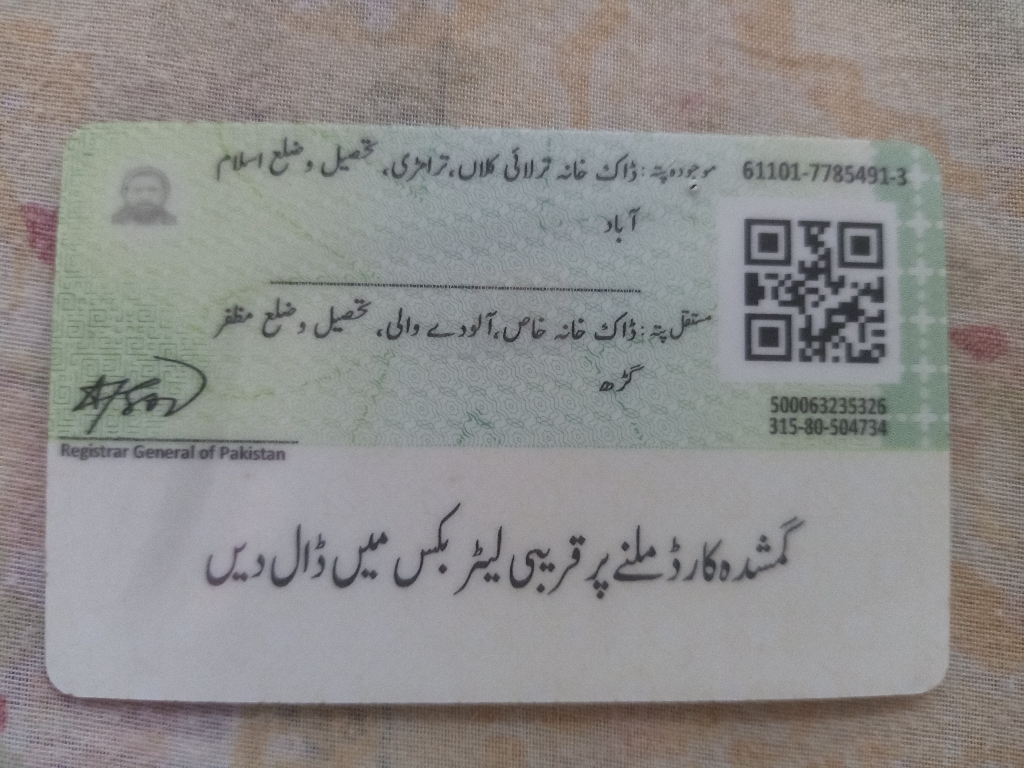 موجودہ پتہ: ڈاک خانہ ترلائی کلاں، تراھڑی، تحصیل و ضلع اسلام
61101-7785491-3
آباد
مستقل پتہ: ڈاک خانہ خاص، آلودے والی، تحصیل و ضلع مظفر
گڑھ
500063235326
315-80-504734
Registrar General of Pakistan
گمشدہ کارڈ ملنے پر قریبی لیٹر بکس میں ڈال دیں